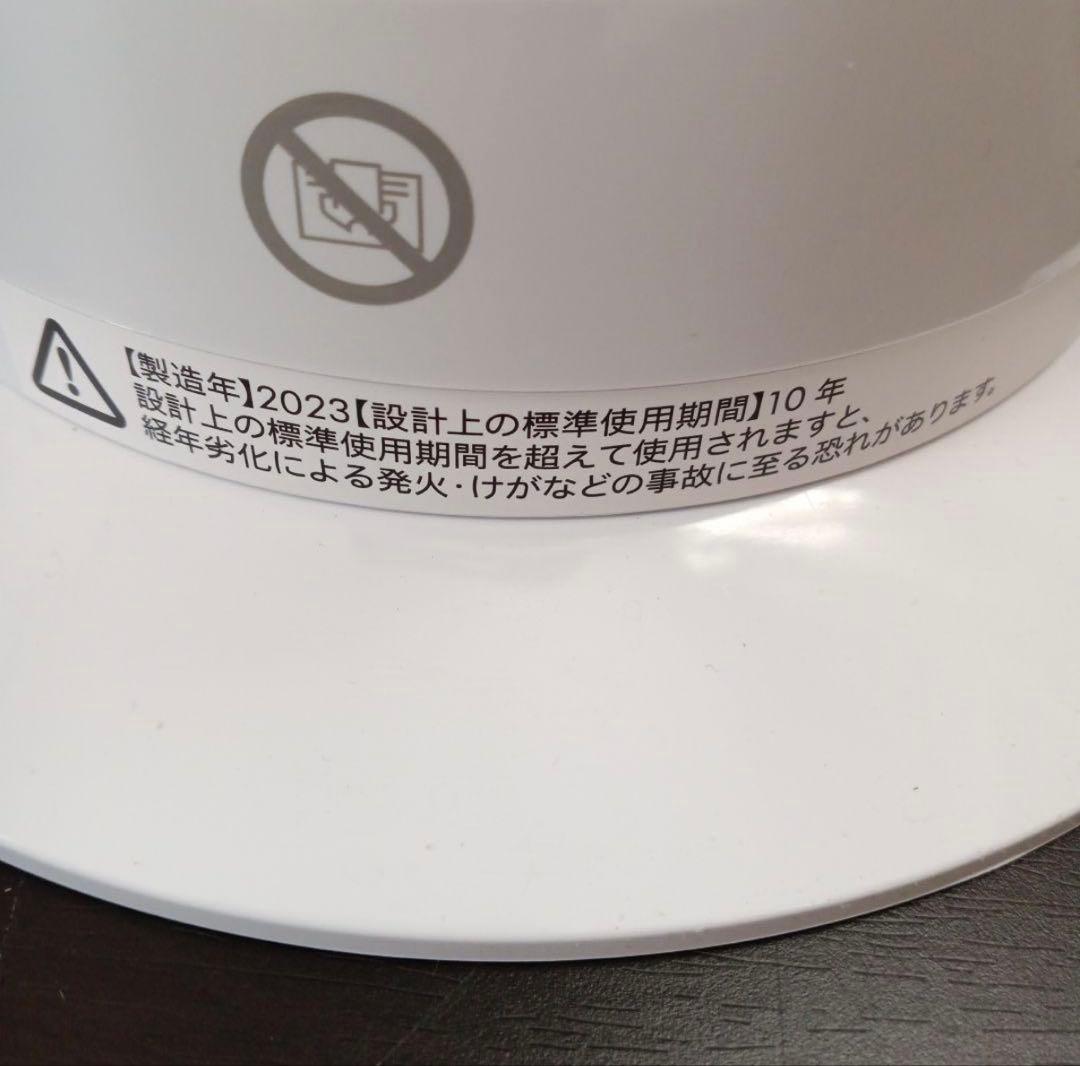 【製造年】2023【設計上の標準使用期間】10 年
設計上の標準使用期間を超えて使用されますと、
経年劣化による発火・けがなどの事故に至る恐れがあります。